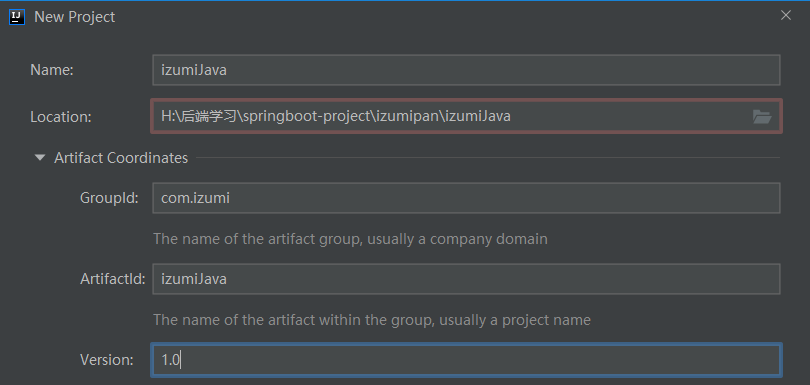 IJ New Project
Name: izumiJava
Location: H:\后端学习\springboot-project\izumipan\izumiJava
Artifact Coordinates
GroupId: com.izumi
The name of the artifact group, usually a company domain
ArtifactId: izumiJava
The name of the artifact within the group, usually a project name
Version: 1.0